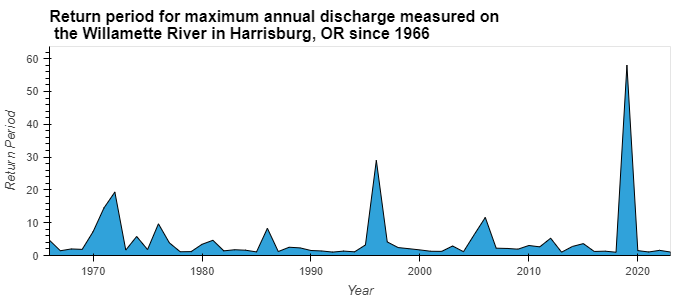 Return period for maximum annual discharge measured on
the Willamette River in Harrisburg, OR since 1966
60
50
40
30
20
10
0
Return Period
1970 1980 1990 2000 2010 2020
Year